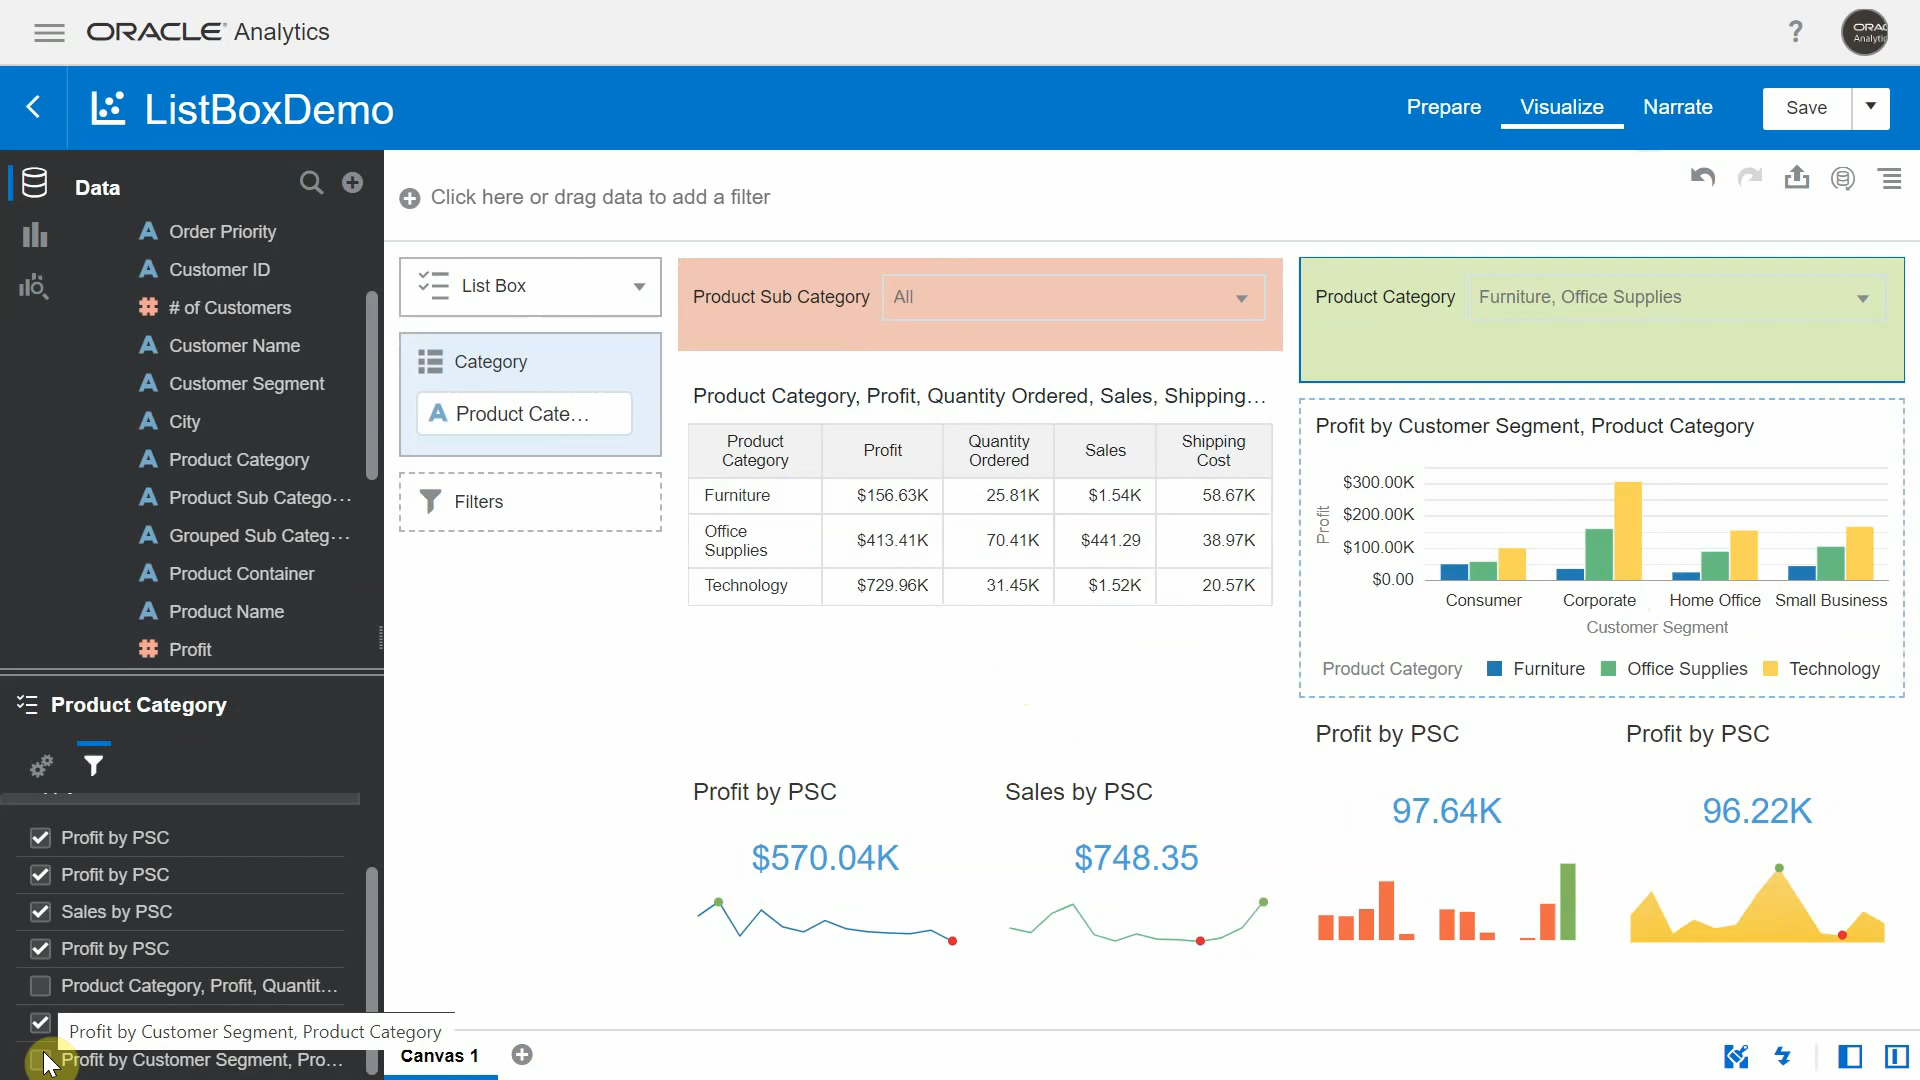 ORACLE Analytics
?
ORAC
Analytic
ListBoxDemo
Prepare
Visualize
Narrate
Save
Data
Click here or drag data to add a filter
Order Priority
Customer ID
# of Customers
Customer Name
Customer Segment
City
Product Category
Product Sub Catego...
Grouped Sub Categ...
Product Container
Product Name
Profit
List Box
Category
A Product Cate...
Filters
Product Sub Category All
Product Category Furniture, Office Supplies
Product Category, Profit, Quantity Ordered, Sales, Shipping...
Product Category Profit Quantity Ordered Sales Shipping Cost
Furniture $156.63K 25.81K $1.54K 58.67K
Office Supplies $413.41K 70.41K $441.29 38.97K
Technology $729.96K 31.45K $1.52K 20.57K
Profit by Customer Segment, Product Category
Profit
$300.00K
$200.00K
$100.00K
$0.00
Consumer Corporate Home Office Small Business
Customer Segment
Product Category Furniture Office Supplies Technology
Product Category
Profit by PSC
Profit by PSC
Sales by PSC
Profit by PSC
Product Category, Profit, Quantit...
Profit by Customer Segment, Product Category
Profit by Customer Segment, Pro...
Profit by PSC
$570.04K
Sales by PSC
$748.35
Profit by PSC
97.64K
Profit by PSC
96.22K
Canvas 1